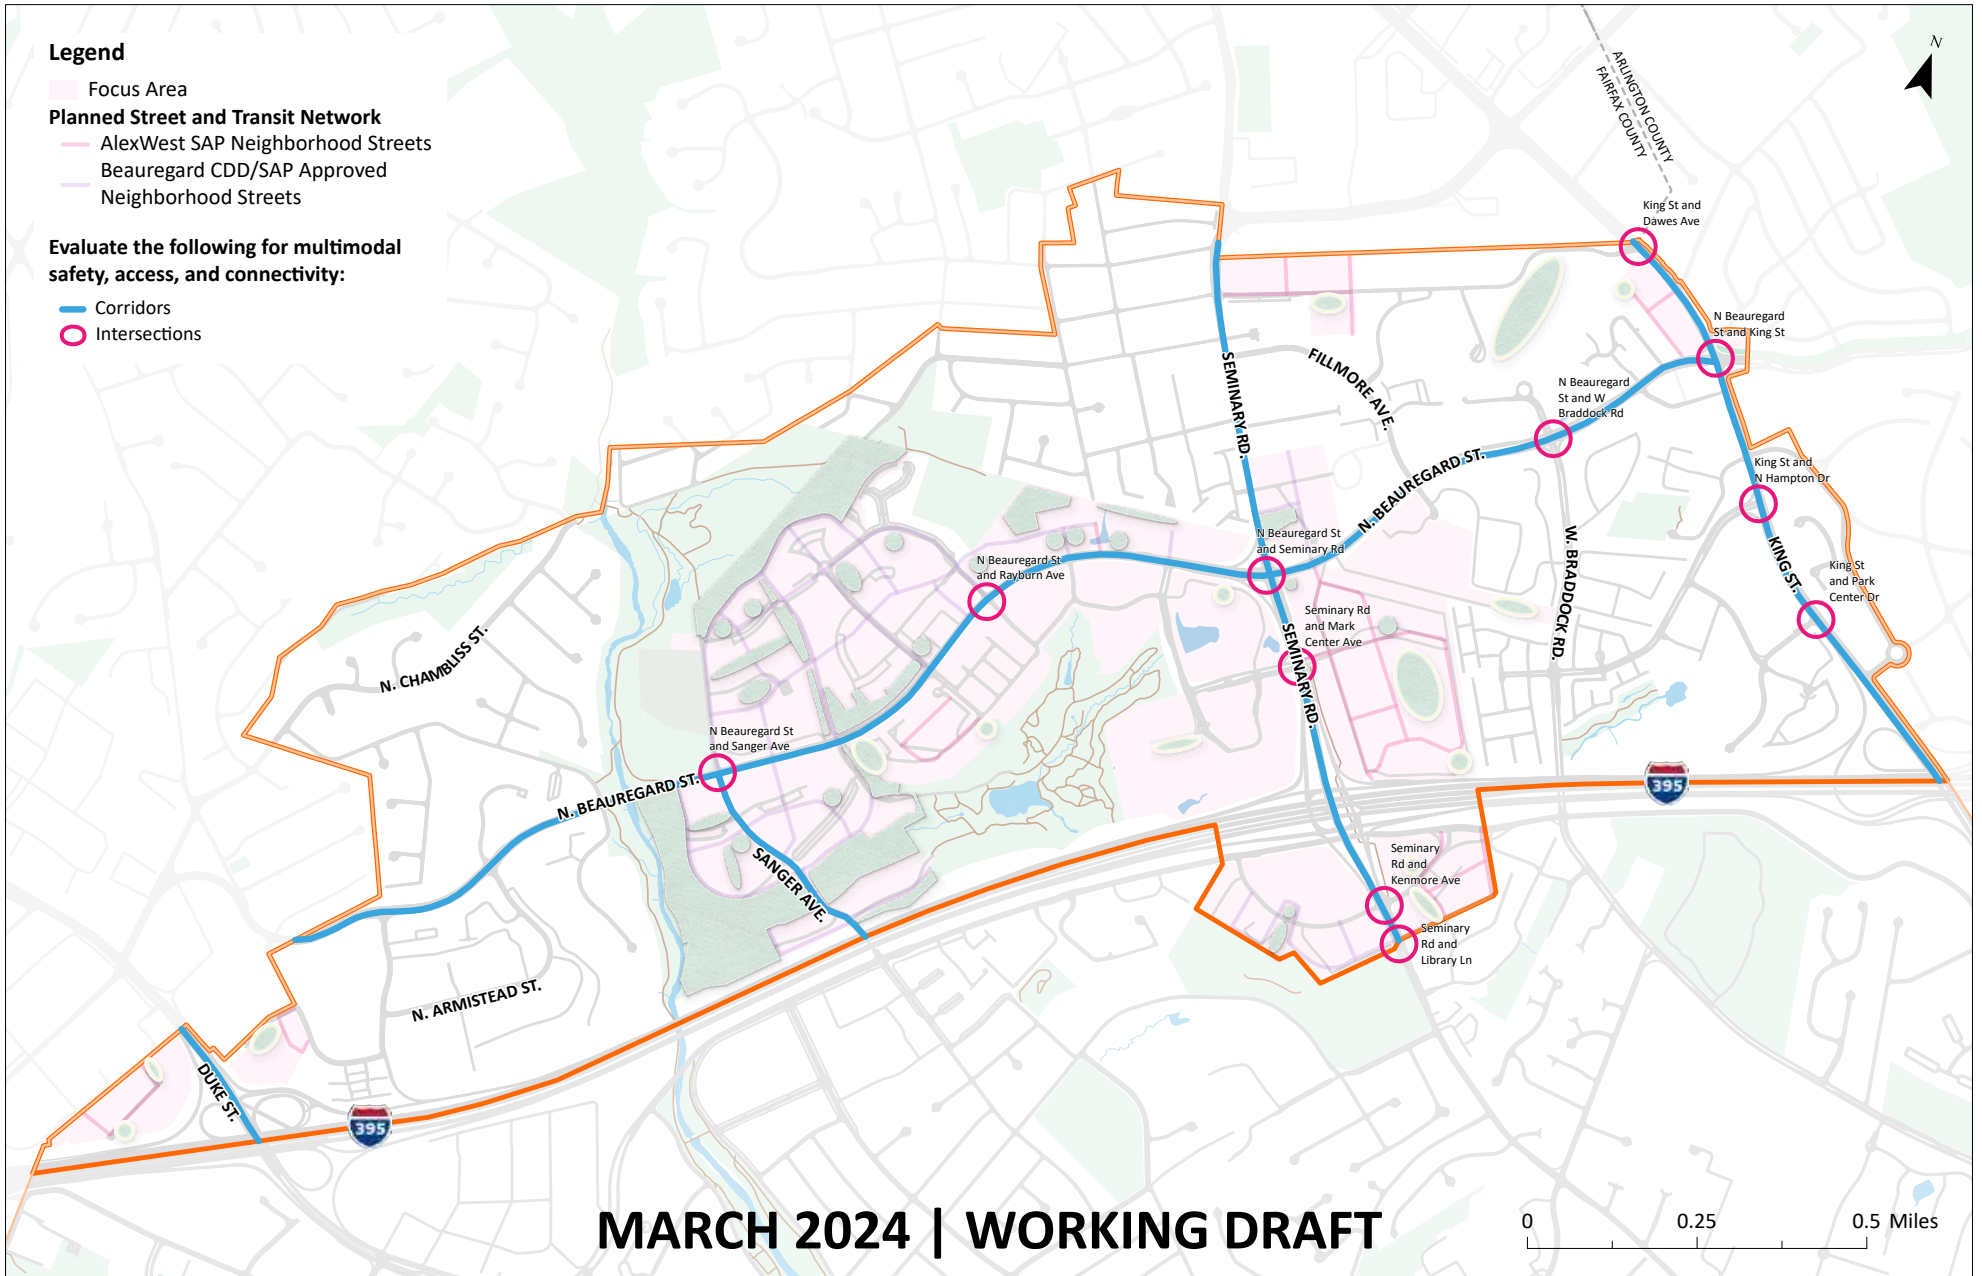 Legend
Focus Area
Planned Street and Transit Network
AlexWest SAP Neighborhood Streets
Beauregard CDD/SAP Approved
Neighborhood Streets
Evaluate the following for multimodal
safety, access, and connectivity:
Corridors
Intersections
N
ARLINGTON COUNTY
FAIRFAX COUNTY
King St and
Dawes Ave
N Beauregard
St and King St
SEMINARY RD.
FILLMORE AVE.
N Beauregard
St and W
Braddock Rd
N. BEAUREGARD ST.
King St and
N Hampton Dr
N Beauregard St
and Seminary Rd
N Beauregard St
and Rayburn Ave
W. BRADDOCK RD.
KING ST.
King St
and Park
Center Dr
Seminary Rd
and Mark
Center Ave
SEMINARY RD.
N. CHAMBLISS ST.
N Beauregard St
and Sanger Ave
N. BEAUREGARD ST.
395
SANGER AVE.
Seminary
Rd and
Kenmore Ave
Seminary
Rd and
Library Ln
N. ARMISTEAD ST.
DUKE ST.
395
MARCH 2024 | WORKING DRAFT
0 0.25 0.5 Miles